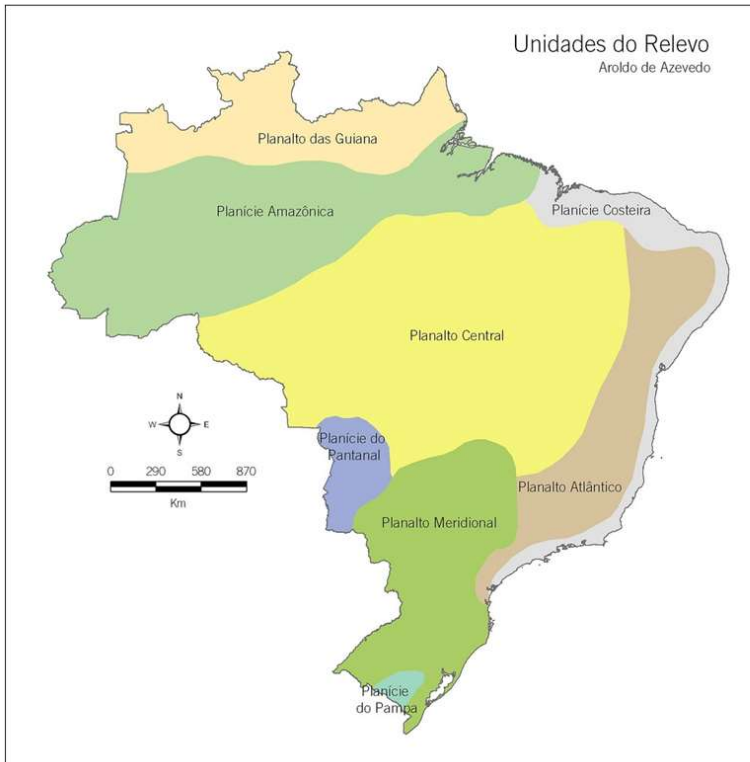 Unidades do Relevo
Aroldo de Azevedo
Planalto das Guiana
Planície Amazônica
Planície Costeira
Planalto Central
N
W
E
S
0 290 580 870
Km
Planície do
Pantanal
Planalto Atlântico
Planalto Meridional
Planície
do Pampa